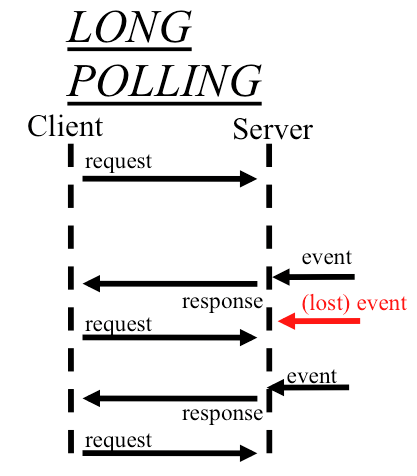 LONG
POLLING
Client Server
request
event
response
(lost) event
request
event
response
request